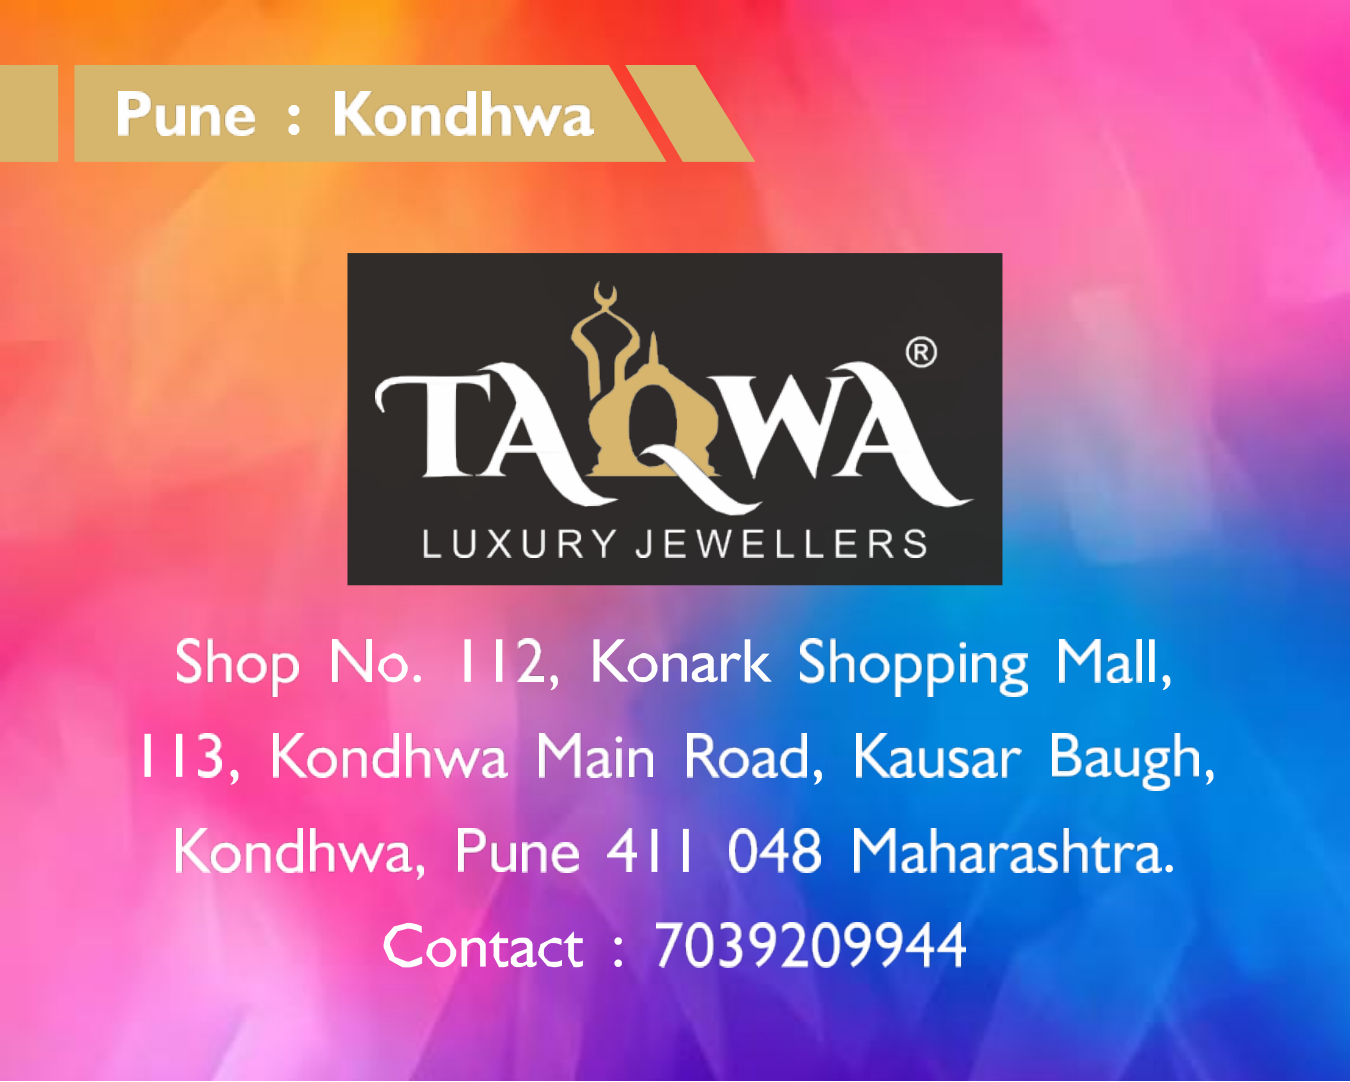 Pune : Kondhwa
TAQWA®
LUXURY JEWELLERS
Shop No. 112, Konark Shopping Mall,
113, Kondhwa Main Road, Kausar Baugh,
Kondhwa, Pune 411 048 Maharashtra.
Contact : 7039209944